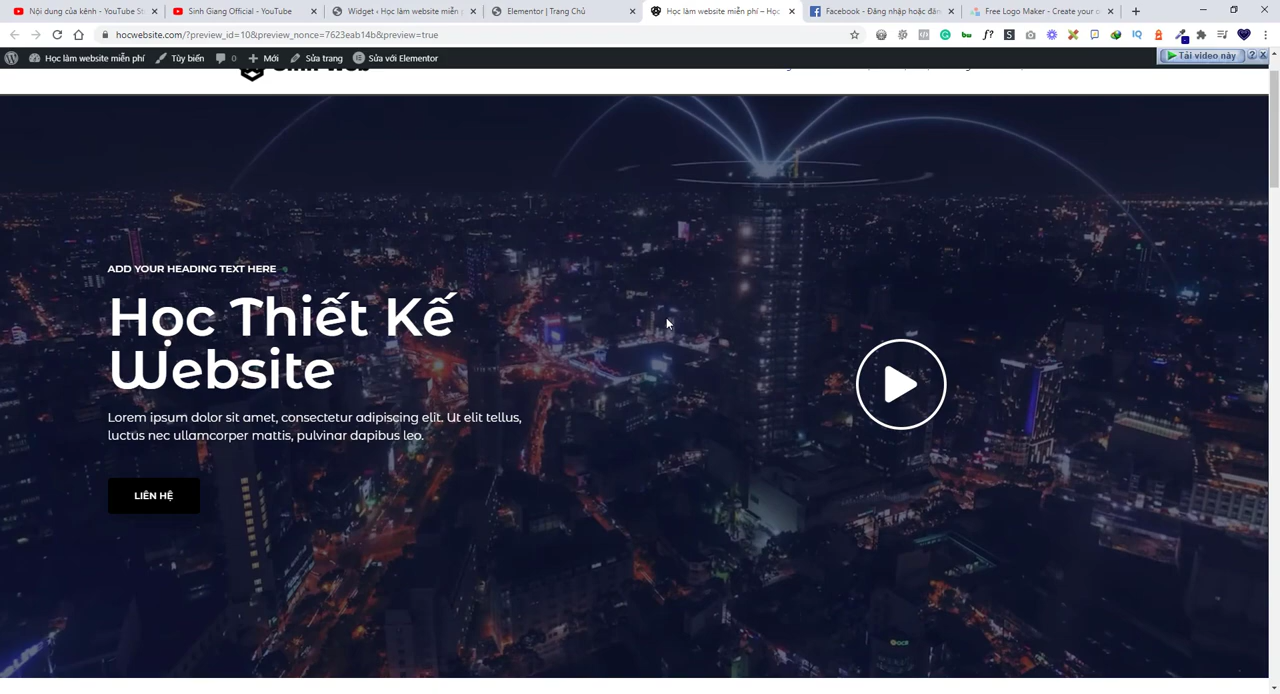 Nội dung của kênh - YouTube St
Sinh Giang Official - YouTube
Widget ‹ Học làm website miễn p
Elementor | Trang Chủ
Học làm website miễn phí – Học
Facebook - Đăng nhập hoặc đăn
Free Logo Maker - Create your o
hocwebsite.com/?preview_id=10&preview_nonce=7623eab14b&preview=true
Học làm website miễn phí
Tùy biến
0
Mới
Sửa trang
Sửa với Elementor
Tải video này
ADD YOUR HEADING TEXT HERE
Học Thiết Kế
Website
Lorem ipsum dolor sit amet, consectetur adipiscing elit. Ut elit tellus,
luctus nec ullamcorper mattis, pulvinar dapibus leo.
LIÊN HỆ